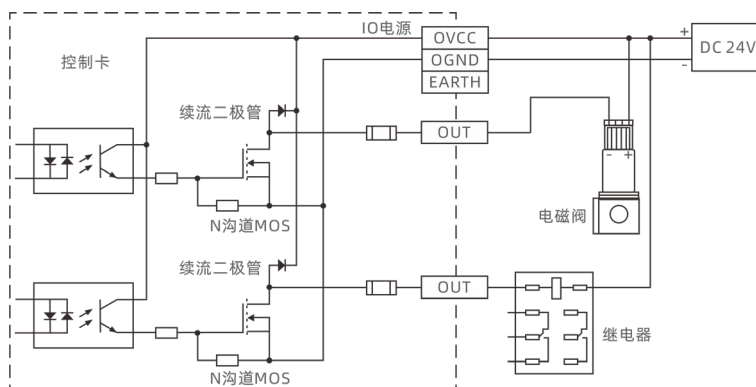 IO电源
OVCC
OGND
EARTH
+
-
DC 24V
控制卡
续流二极管
OUT
- +
N沟道MOS
电磁阀
续流二极管
OUT
继电器
N沟道MOS